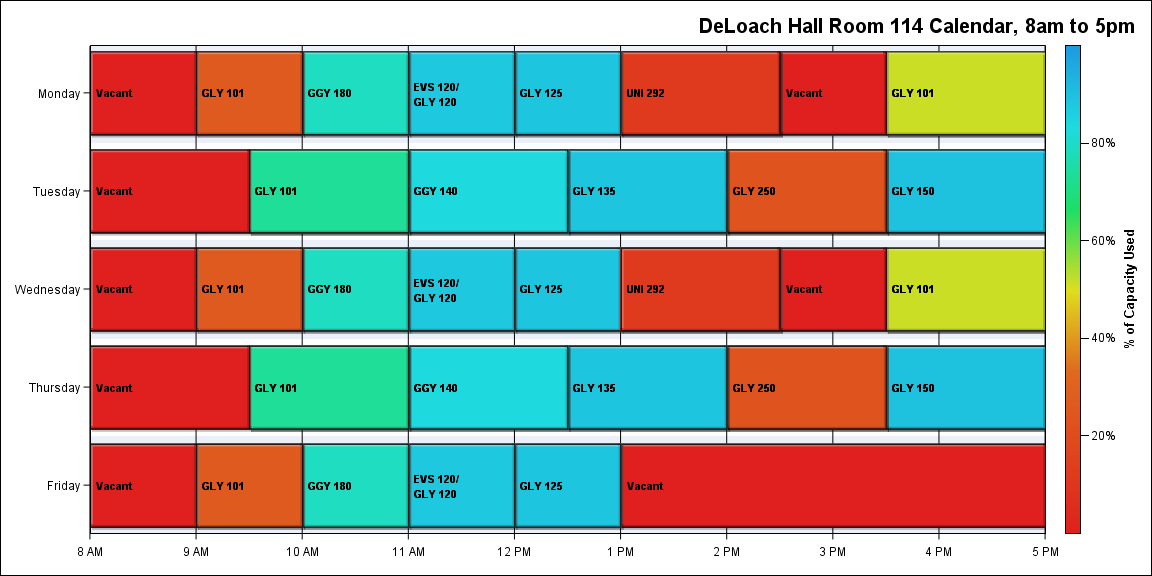 DeLoach Hall Room 114 Calendar, 8am to 5pm
Monday
Vacant
GLY 101
GGY 180
EVS 120/
GLY 120
GLY 125
UNI 292
Vacant
GLY 101
Tuesday
Vacant
GLY 101
GGY 140
GLY 135
GLY 250
GLY 150
Wednesday
Vacant
GLY 101
GGY 180
EVS 120/
GLY 120
GLY 125
UNI 292
Vacant
GLY 101
Thursday
Vacant
GLY 101
GGY 140
GLY 135
GLY 250
GLY 150
Friday
Vacant
GLY 101
GGY 180
EVS 120/
GLY 120
GLY 125
Vacant
8 AM
9 AM
10 AM
11 AM
12 PM
1 PM
2 PM
3 PM
4 PM
5 PM
80%
60%
40%
20%
% of Capacity Used